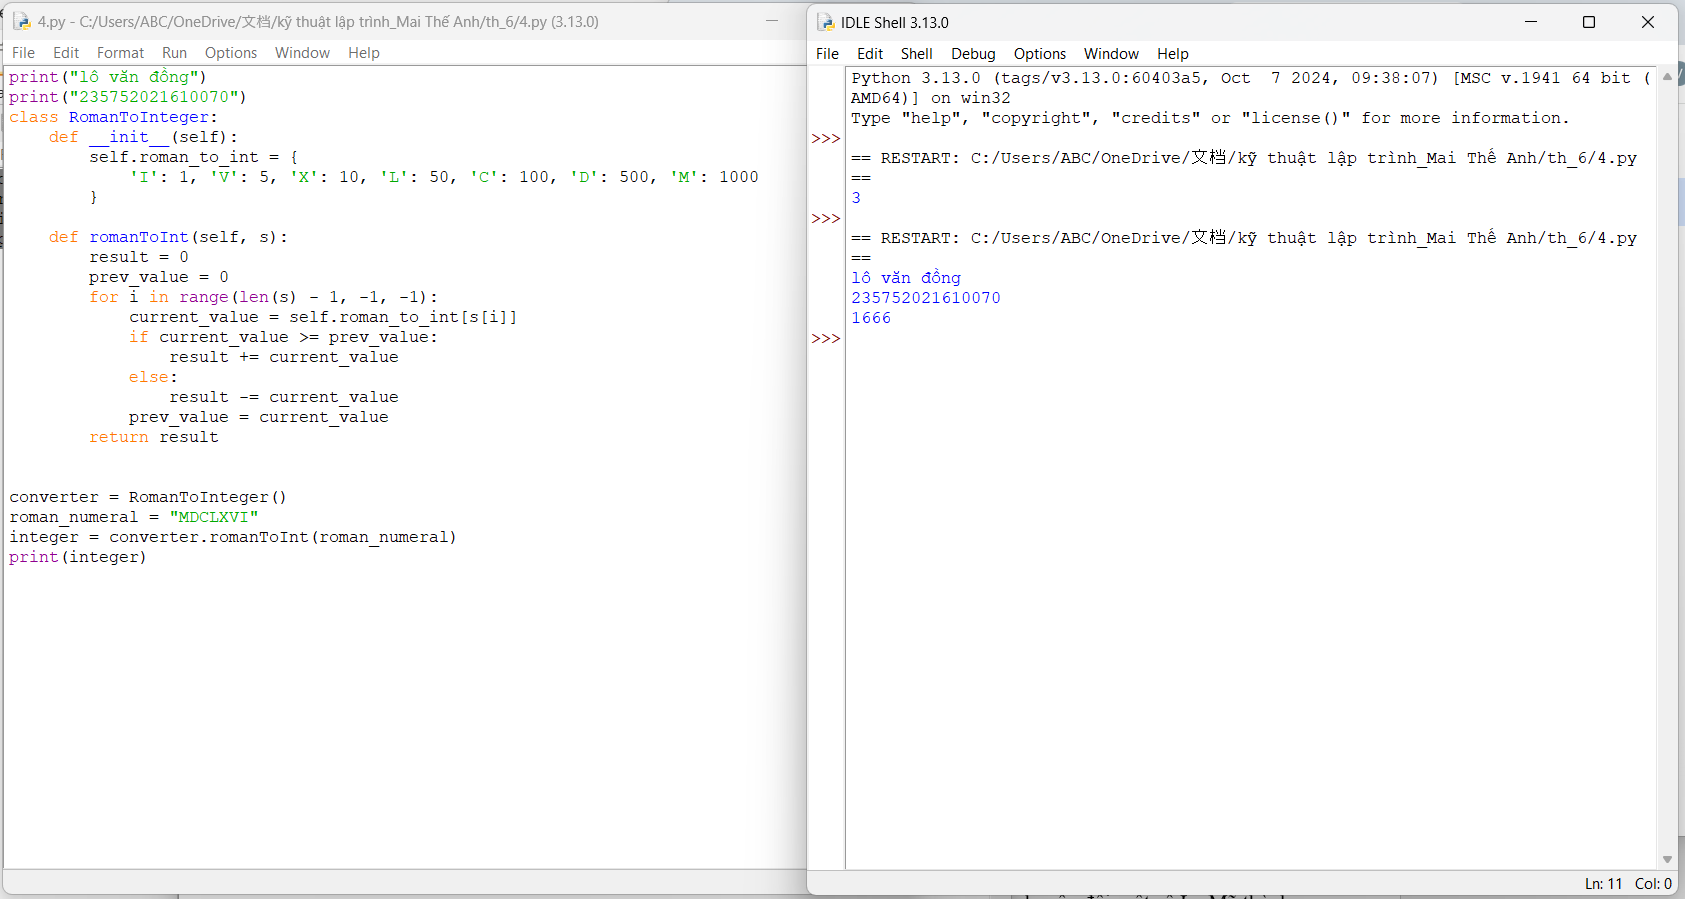 4.py - C:/Users/ABC/OneDrive/文档/kỹ thuật lập trình_Mai Thế Anh/th_6/4.py (3.13.0)
File Edit Format Run Options Window Help
print("lô văn đồng")
print("235752021610070")
class RomanToInteger:
    def __init__(self):
        self.roman_to_int = {
            'I': 1, 'V': 5, 'X': 10, 'L': 50, 'C': 100, 'D': 500, 'M': 1000
        }
    def romanToInt(self, s):
        result = 0
        prev_value = 0
        for i in range(len(s) - 1, -1, -1):
            current_value = self.roman_to_int[s[i]]
            if current_value >= prev_value:
                result += current_value
            else:
                result -= current_value
            prev_value = current_value
        return result
converter = RomanToInteger()
roman_numeral = "MDCLXVI"
integer = converter.romanToInt(roman_numeral)
print(integer)
IDLE Shell 3.13.0
File Edit Shell Debug Options Window Help
Python 3.13.0 (tags/v3.13.0:60403a5, Oct  7 2024, 09:38:07) [MSC v.1941 64 bit (
AMD64)] on win32
Type "help", "copyright", "credits" or "license()" for more information.
>>>
== RESTART: C:/Users/ABC/OneDrive/文档/kỹ thuật lập trình_Mai Thế Anh/th_6/4.py
==
3
>>>
== RESTART: C:/Users/ABC/OneDrive/文档/kỹ thuật lập trình_Mai Thế Anh/th_6/4.py
==
lô văn đồng
235752021610070
1666
>>>
Ln: 11 Col: 0